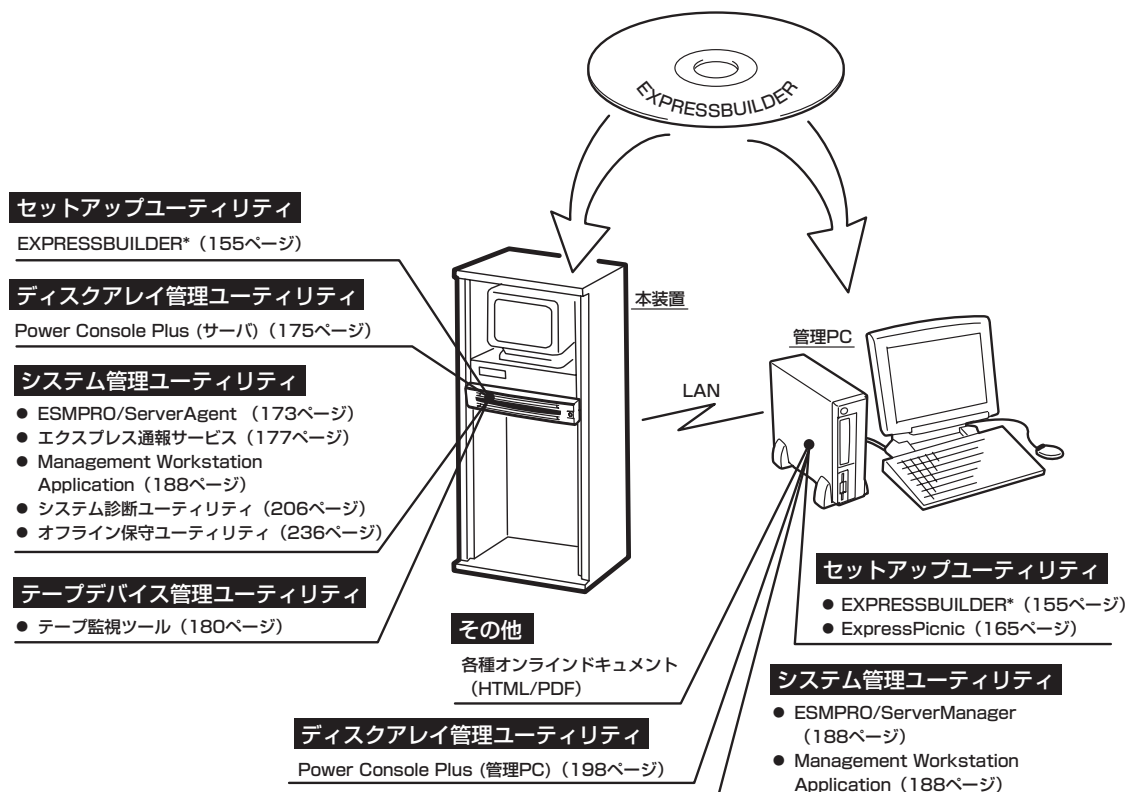 EXPRESSBUILDER
セットアップユーティリティ
EXPRESSBUILDER*（155ページ）
ディスクアレイ管理ユーティリティ
Power Console Plus (サーバ)（175ページ）
システム管理ユーティリティ
● ESMPRO/ServerAgent （173ページ）
● エクスプレス通報サービス（177ページ）
● Management Workstation
Application（188ページ）
● システム診断ユーティリティ（206ページ）
● オフライン保守ユーティリティ（236ページ）
テープデバイス管理ユーティリティ
● テープ監視ツール（180ページ）
本装置
LAN
管理PC
その他
各種オンラインドキュメント
（HTML/PDF）
ディスクアレイ管理ユーティリティ
Power Console Plus (管理PC)（198ページ）
セットアップユーティリティ
● EXPRESSBUILDER*（155ページ）
● ExpressPicnic（165ページ）
システム管理ユーティリティ
● ESMPRO/ServerManager
（188ページ）
● Management Workstation
Application（188ページ）